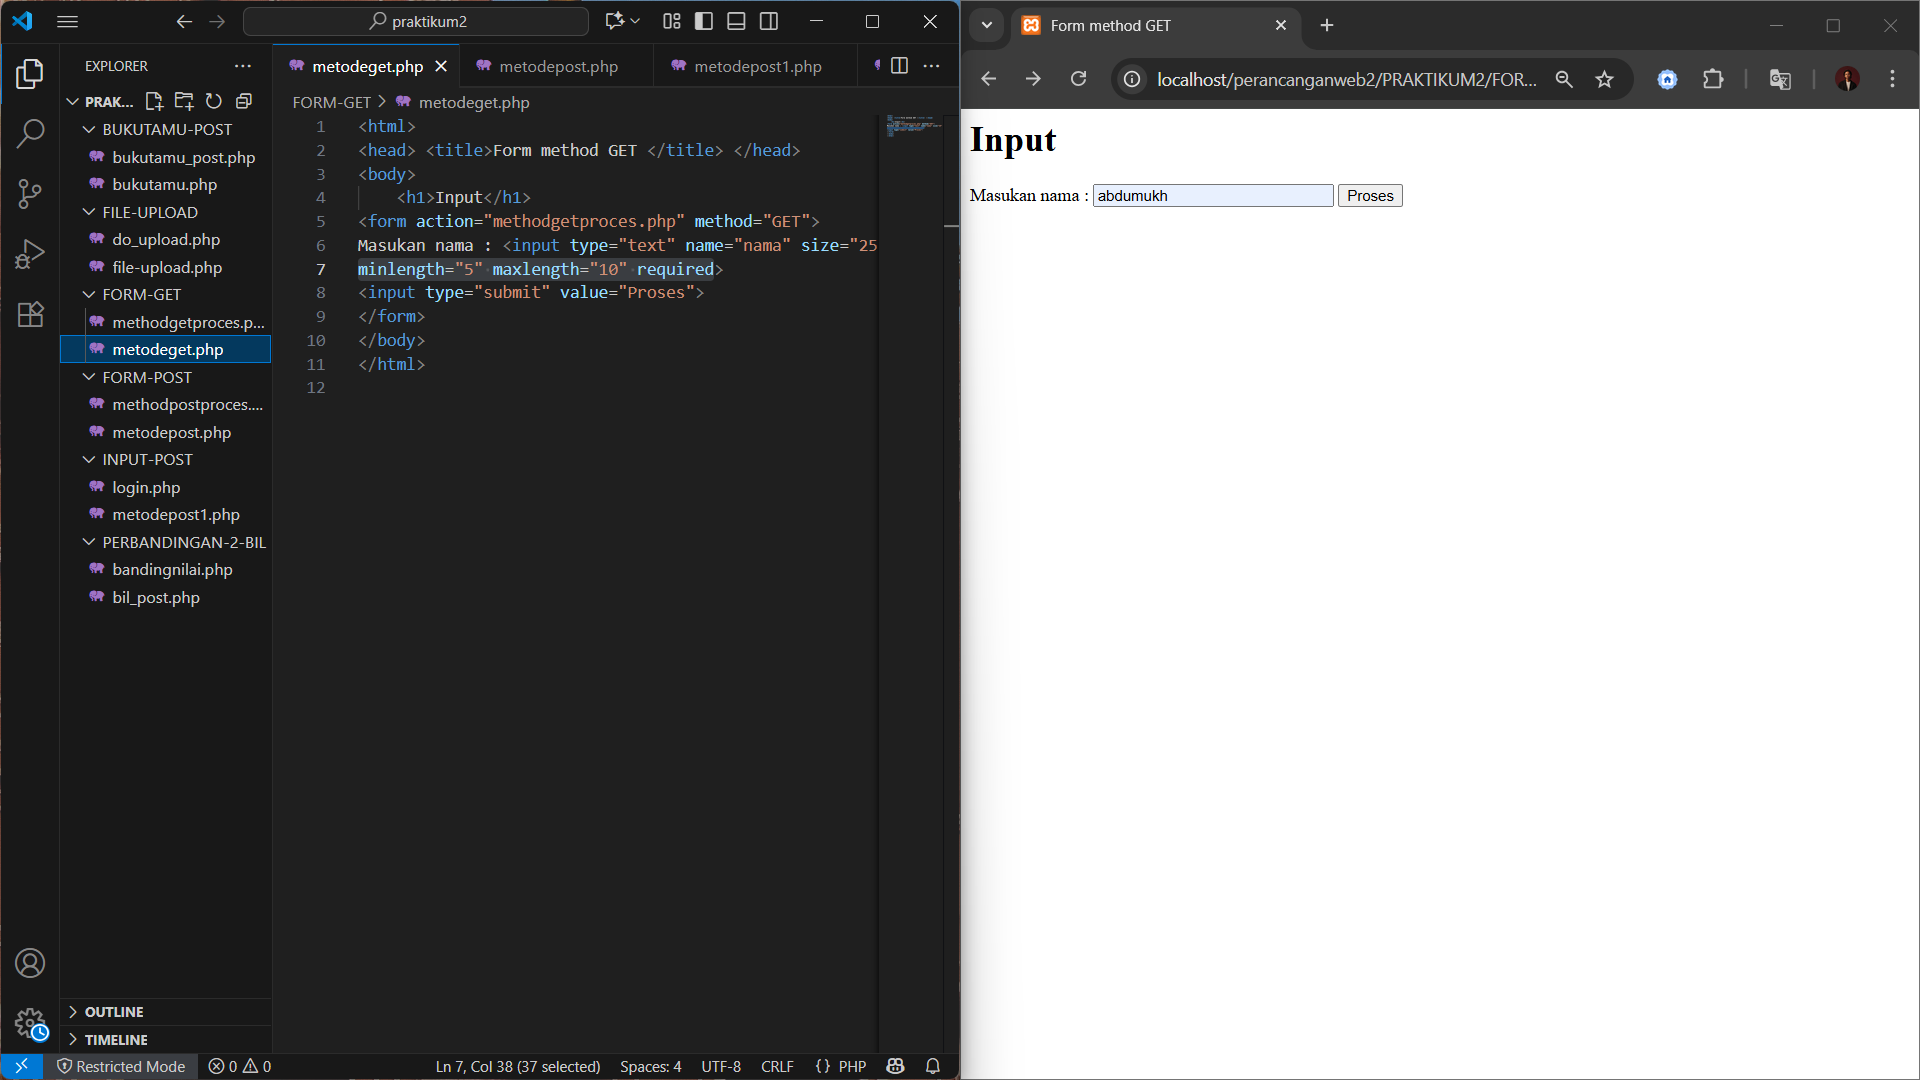 praktikum2
EXPLORER
PRAK...
BUKUTAMU-POST
bukutamu_post.php
bukutamu.php
FILE-UPLOAD
do_upload.php
file-upload.php
FORM-GET
methodgetproces.p...
metodeget.php
FORM-POST
methodpostproces....
metodepost.php
INPUT-POST
login.php
metodepost1.php
PERBANDINGAN-2-BIL
bandingnilai.php
bil_post.php
OUTLINE
TIMELINE
metodeget.php
metodepost.php
metodepost1.php
FORM-GET > metodeget.php
1 <html>
2 <head> <title>Form method GET </title> </head>
3 <body>
4 <h1>Input</h1>
5 <form action="methodgetproces.php" method="GET">
6 Masukan nama : <input type="text" name="nama" size="25
7 minlength="5" maxlength="10" required>
8 <input type="submit" value="Proses">
9 </form>
10 </body>
11 </html>
12
Restricted Mode
0 0
Ln 7, Col 38 (37 selected)
Spaces: 4
UTF-8
CRLF
{} PHP
Form method GET
localhost/perancanganweb2/PRAKTIKUM2/FOR...
Input
Masukan nama : abdumukh Proses